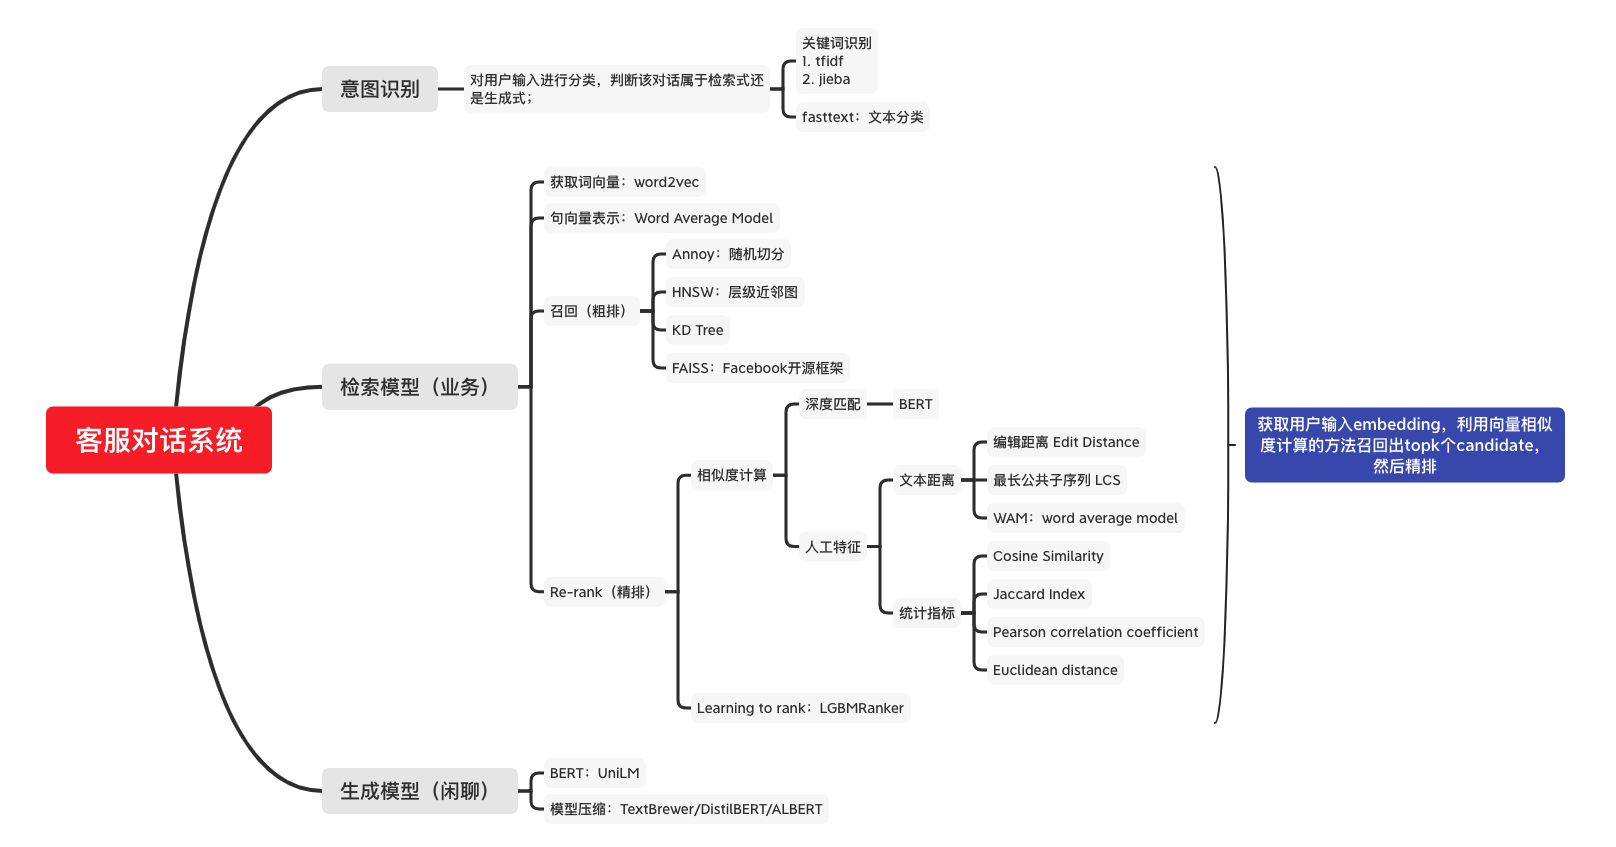 客服对话系统
意图识别
对用户输入进行分类，判断该对话属于检索式还
是生成式；
关键词识别
1. tfidf
2. jieba
fasttext：文本分类
检索模型（业务）
获取词向量：word2vec
句向量表示：Word Average Model
召回（粗排）
Annoy：随机切分
HNSW：层级近邻图
KD Tree
FAISS：Facebook开源框架
Re-rank（精排）
相似度计算
深度匹配
BERT
人工特征
文本距离
编辑距离 Edit Distance
最长公共子序列 LCS
WAM：word average model
统计指标
Cosine Similarity
Jaccard Index
Pearson correlation coefficient
Euclidean distance
Learning to rank：LGBMRanker
获取用户输入embedding，利用向量相似
度计算的方法召回出topk个candidate，
然后精排
生成模型（闲聊）
BERT：UniLM
模型压缩：TextBrewer/DistilBERT/ALBERT